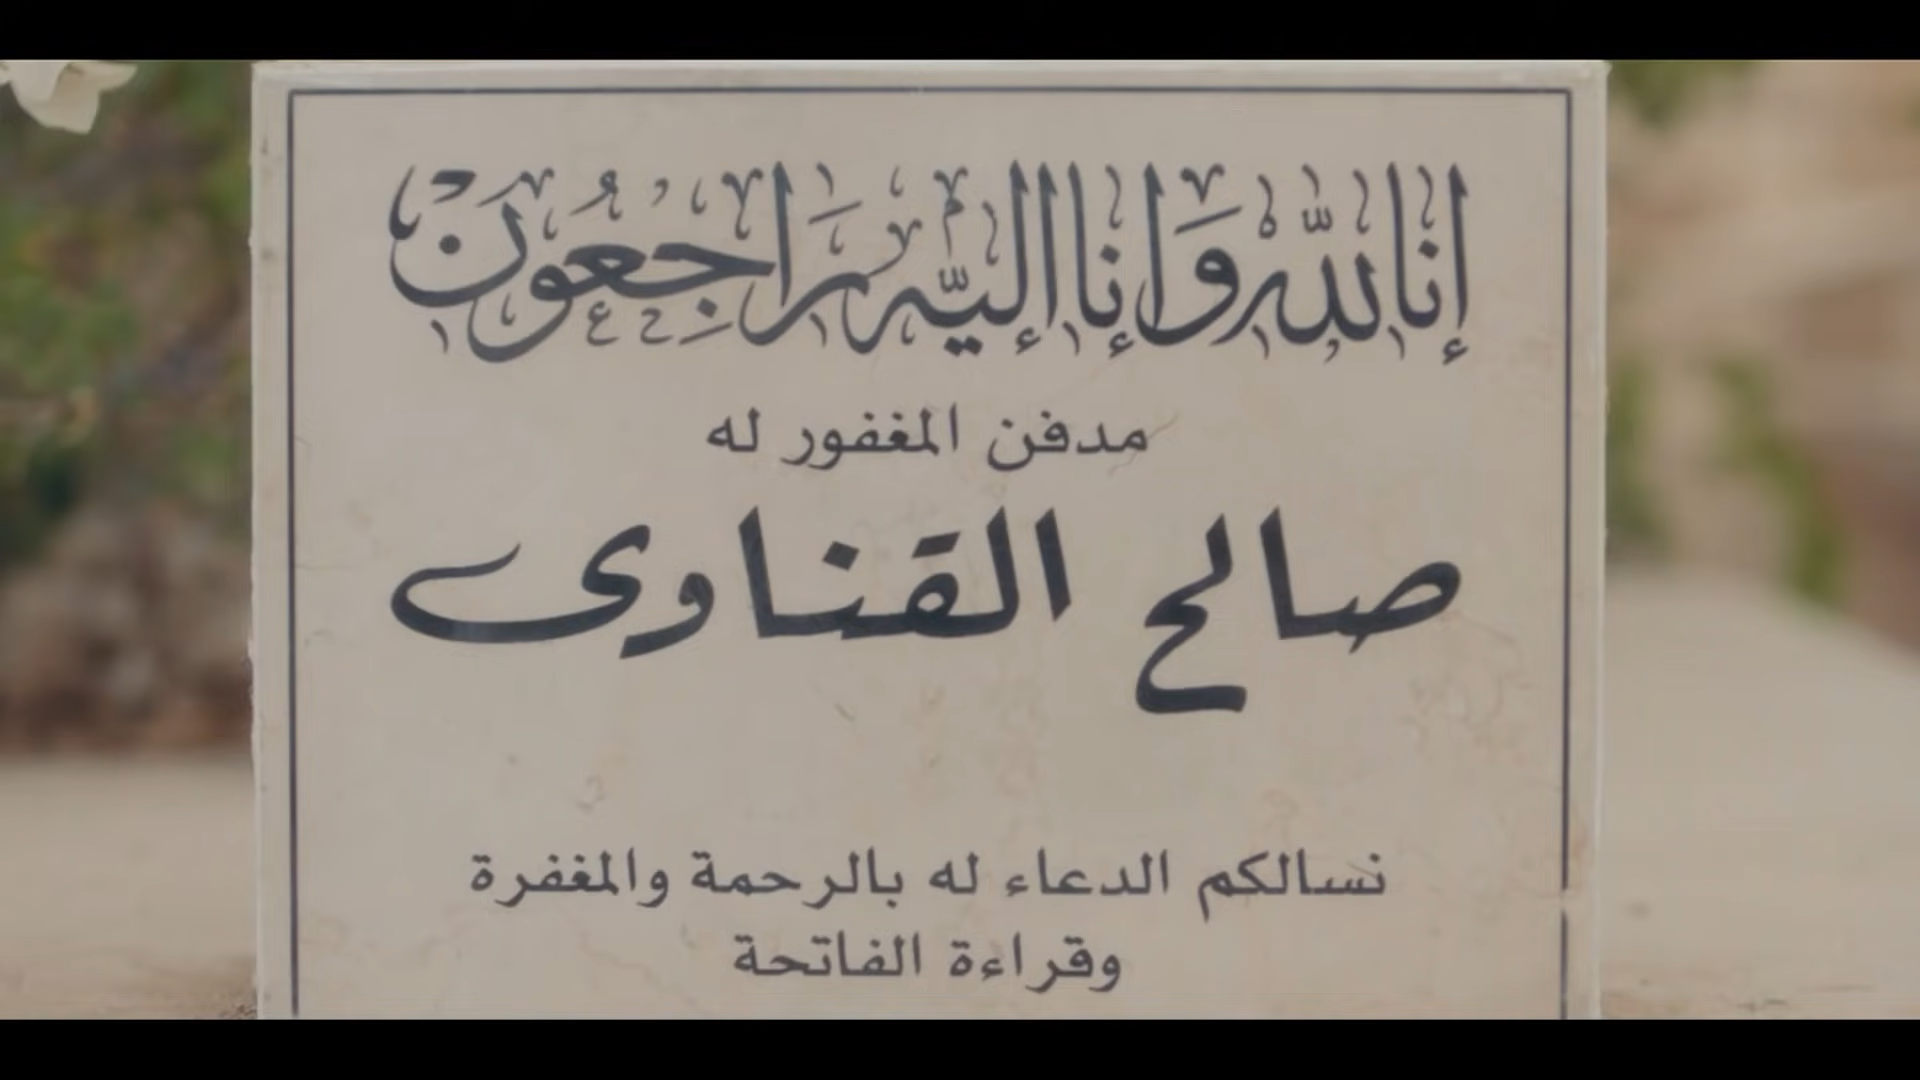 إنا لله وإنا إليه راجعون
مدفن المغفور له
صالح القناوى
نسالكم الدعاء له بالرحمة والمغفرة
وقراءة الفاتحة